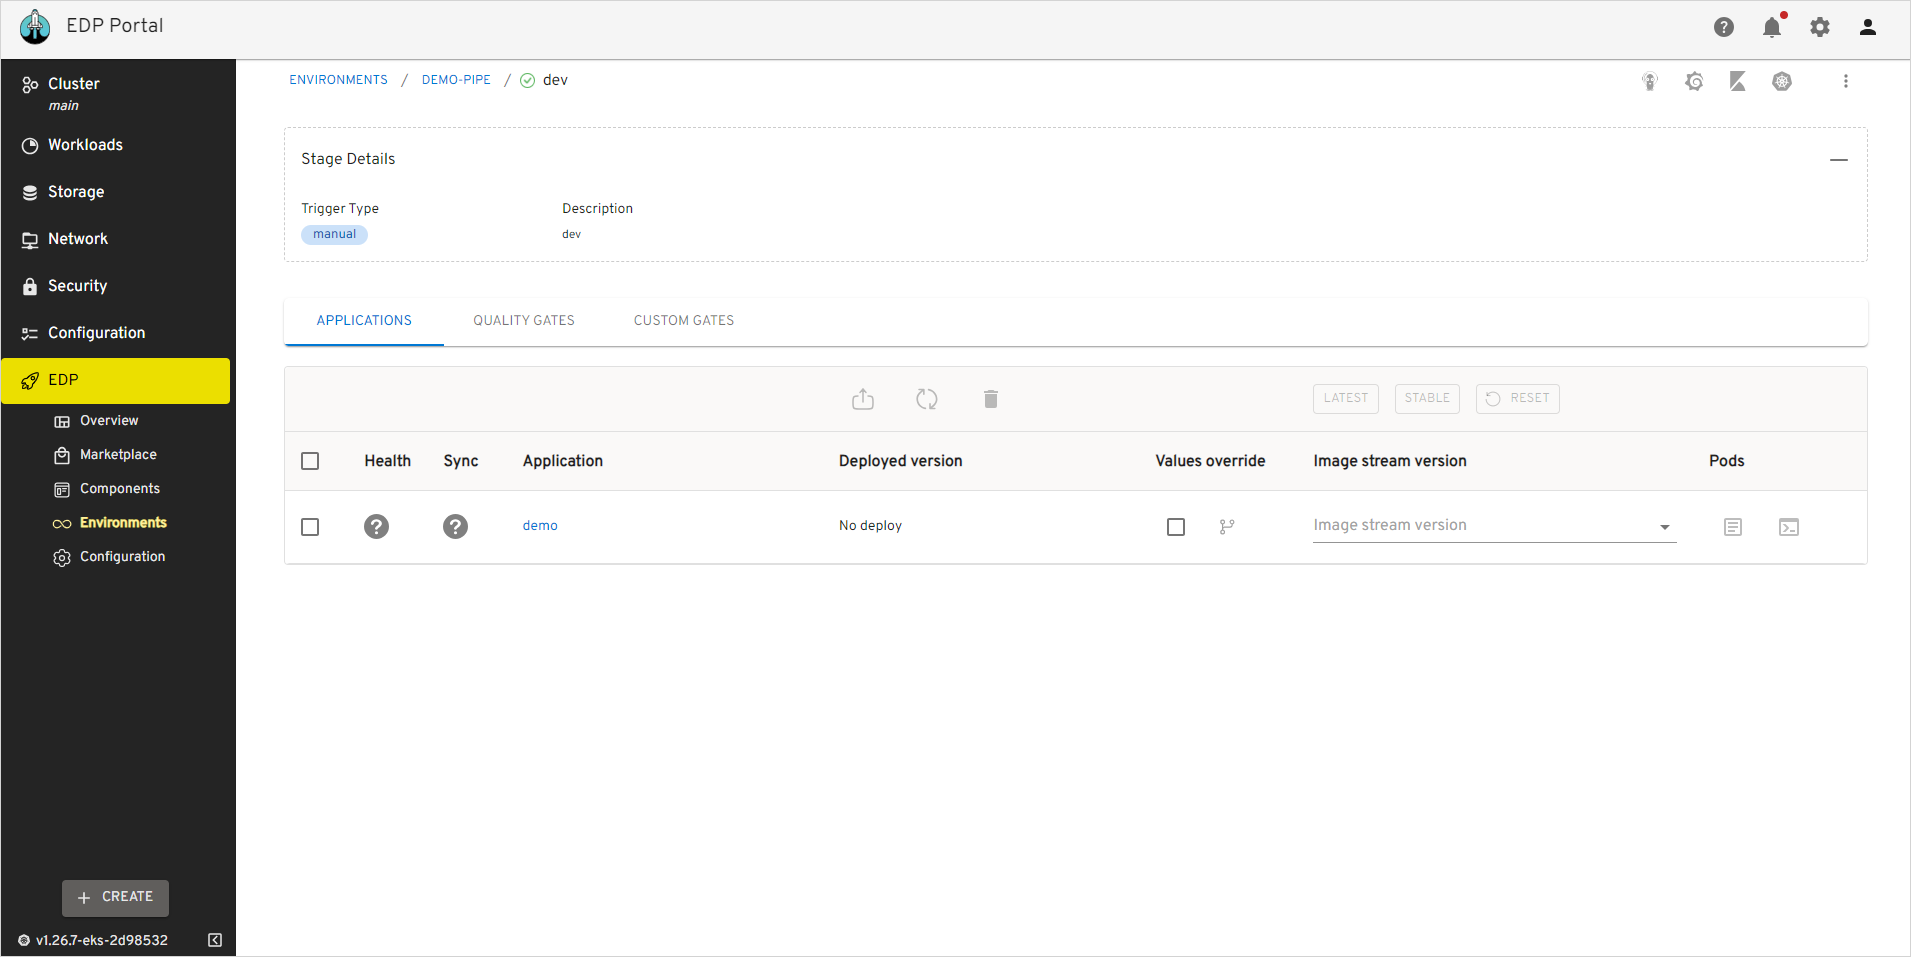 EDP Portal
Cluster
main
Workloads
Storage
Network
Security
Configuration
EDP
Overview
Marketplace
Components
Environments
Configuration
CREATE
v1.26.7-eks-2d98532
ENVIRONMENTS / DEMO-PIPE / dev
Stage Details
Trigger Type Description
manual dev
APPLICATIONS QUALITY GATES CUSTOM GATES
LATEST STABLE RESET
Health Sync Application Deployed version Values override Image stream version Pods
? ? demo No deploy Image stream version